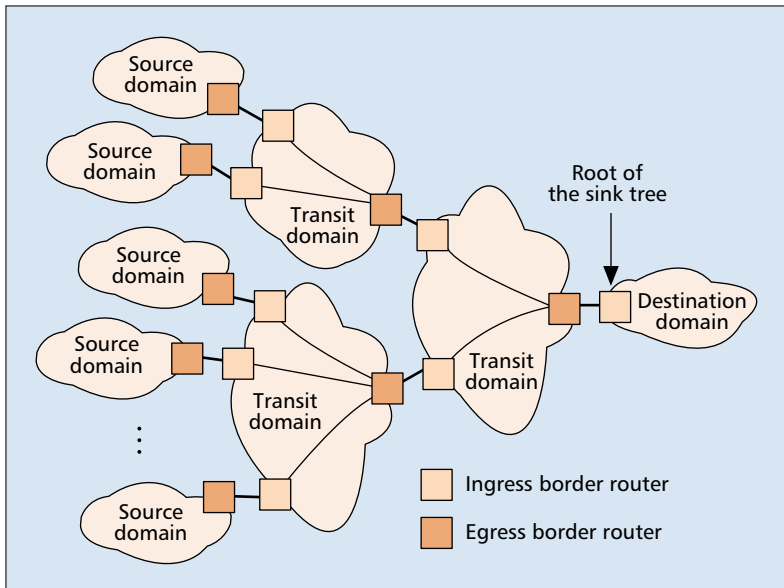 Source
domain
Source
domain
Transit
domain
Root of
the sink tree
Source
domain
Destination
domain
Source
domain
Transit
domain
Transit
domain
Source
domain
Ingress border router
Egress border router